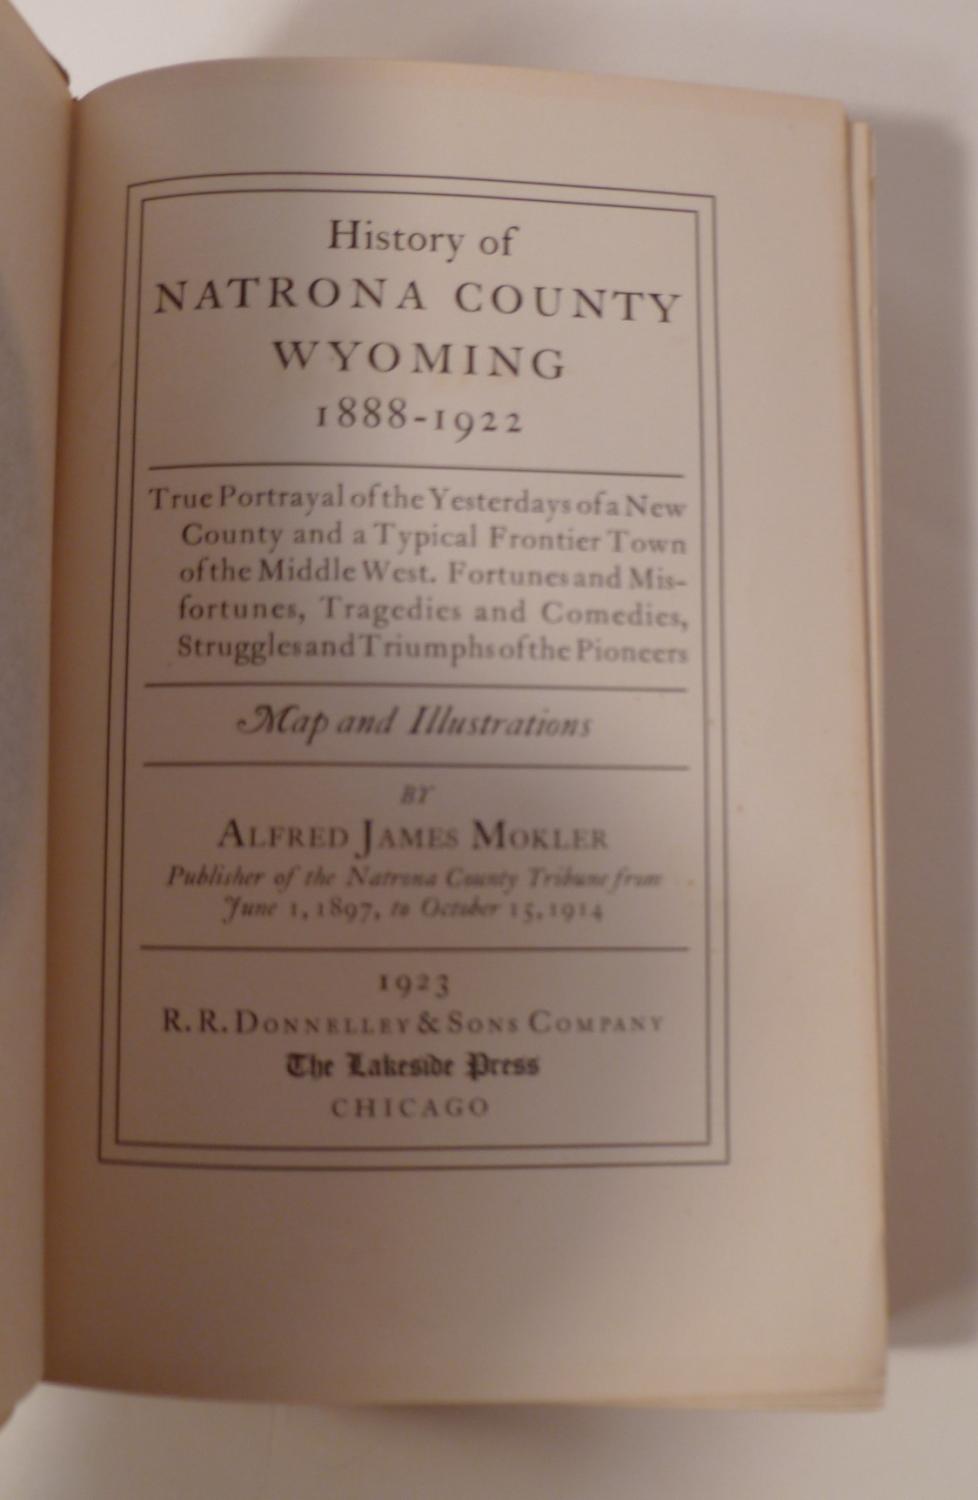 History of
NATRONA COUNTY
WYOMING
1888-1922
True Portrayal of the Yesterdays of a New
County and a Typical Frontier Town
of the Middle West. Fortunes and Mis-
fortunes, Tragedies and Comedies,
Struggles and Triumphs of the Pioneers
Map and Illustrations
BY
ALFRED JAMES MOKLER
Publisher of the Natrona County Tribune from
June 1, 1897, to October 15, 1914
1923
R. R. DONNELLEY & SONS COMPANY
The Lakeside Press
CHICAGO